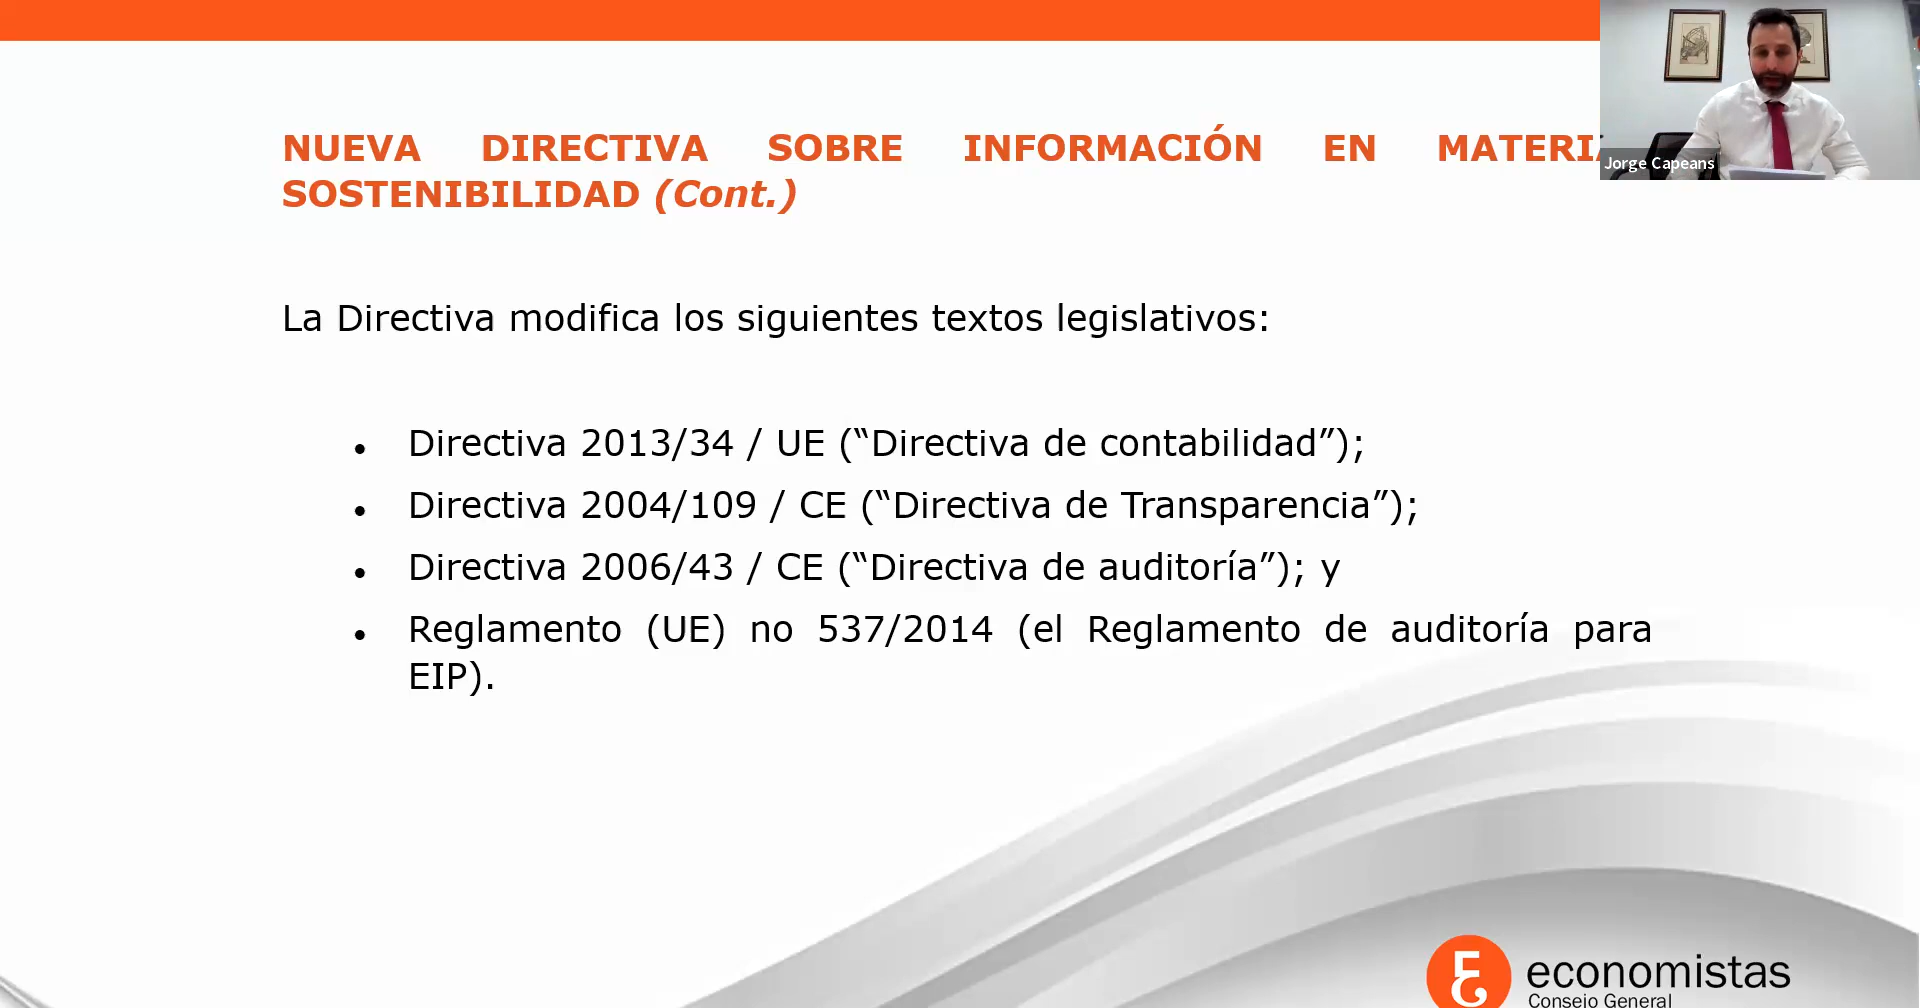 NUEVA DIRECTIVA SOBRE INFORMACIÓN EN MATERIA
SOSTENIBILIDAD (Cont.)
Jorge Capeans
La Directiva modifica los siguientes textos legislativos:
• Directiva 2013/34 / UE (“Directiva de contabilidad”);
• Directiva 2004/109 / CE (“Directiva de Transparencia”);
• Directiva 2006/43 / CE (“Directiva de auditoría”); y
• Reglamento (UE) no 537/2014 (el Reglamento de auditoría para
EIP).
economistas
Consejo General